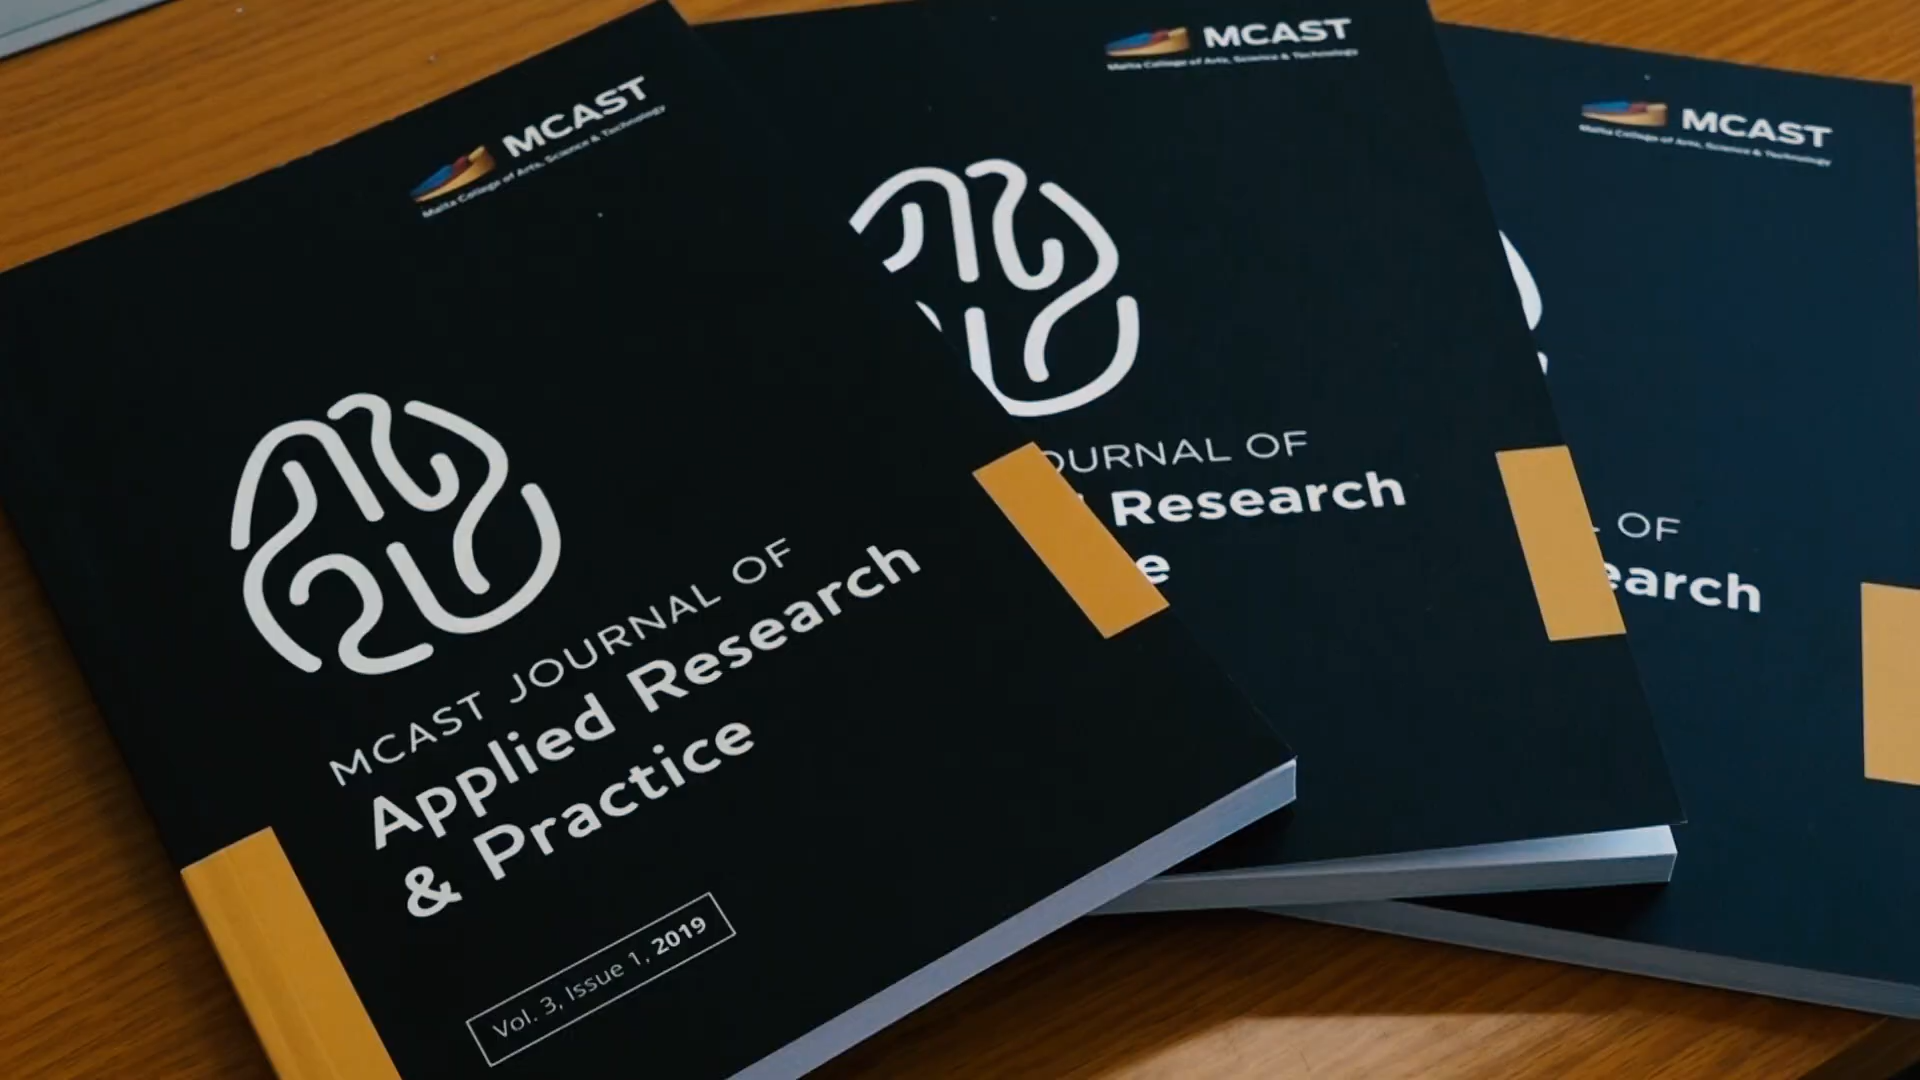 MCAST
Malta College of Arts, Science & Technology
MCAST JOURNAL OF
Applied Research
& Practice
Vol. 3, Issue 1, 2019
MCAST
Malta College of Arts, Science & Technology
OURNAL OF
Research
e
MCAST
Malta College of Arts, Science & Technology
L OF
earch